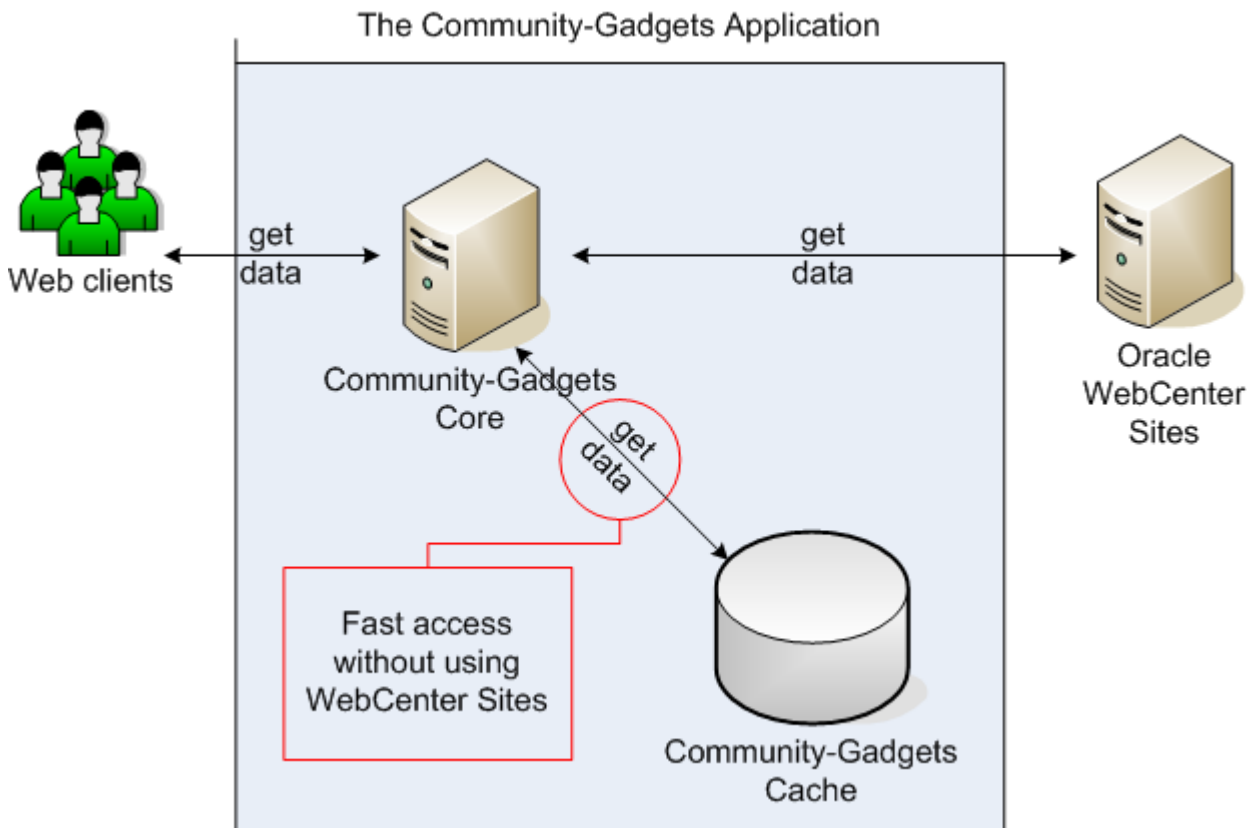 The Community-Gadgets Application
get
data
Web clients
get
data
Oracle
WebCenter
Sites
Community-Gadgets
Core
get
data
Fast access
without using
WebCenter Sites
Community-Gadgets
Cache